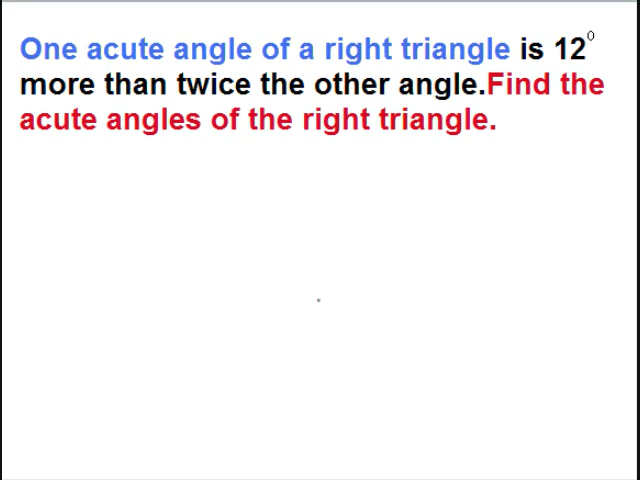 One acute angle of a right triangle is 12⁰
more than twice the other angle.Find the
acute angles of the right triangle.